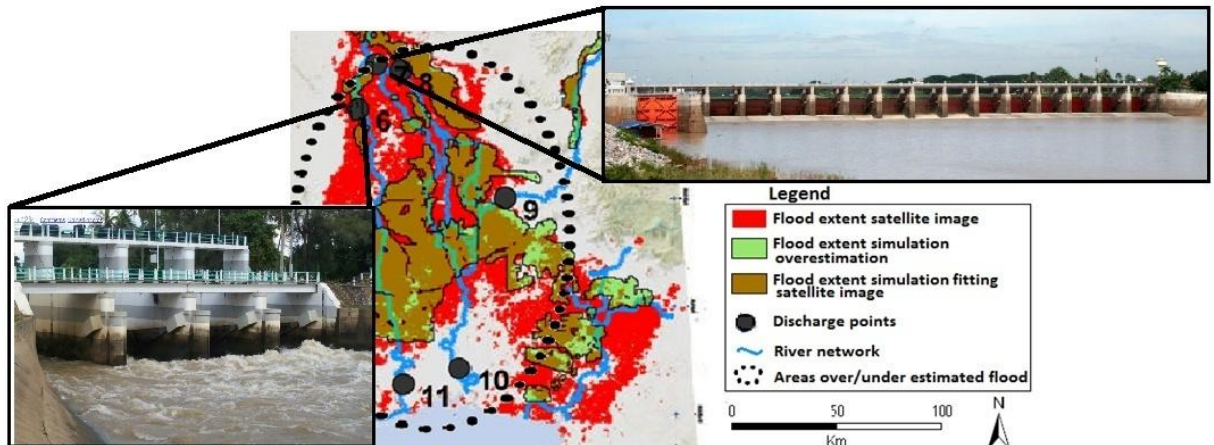 7
8
6
9
10
11
Legend
Flood extent satellite image
Flood extent simulation
overestimation
Flood extent simulation fitting
satellite image
Discharge points
River network
Areas over/under estimated flood
0 50 100
Km
N